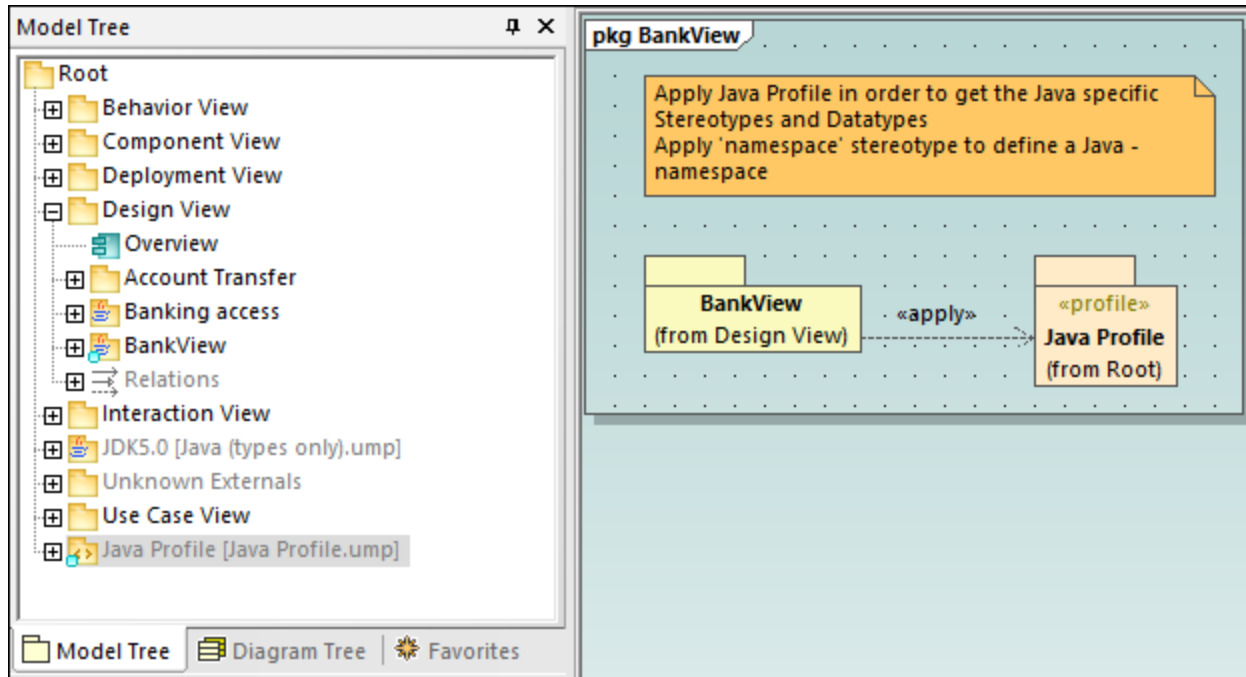 Model Tree
Root
Behavior View
Component View
Deployment View
Design View
Overview
Account Transfer
Banking access
BankView
Relations
Interaction View
JDK5.0 [Java (types only).ump]
Unknown Externals
Use Case View
Java Profile [Java Profile.ump]
Model Tree
Diagram Tree
Favorites
pkg BankView
Apply Java Profile in order to get the Java specific
Stereotypes and Datatypes
Apply 'namespace' stereotype to define a Java -
namespace
BankView
(from Design View)
«apply»
«profile»
Java Profile
(from Root)